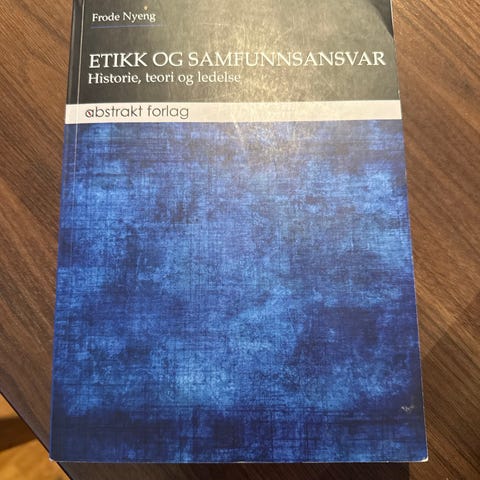 Frode Nyeng
ETIKK OG SAMFUNNSANSVAR
Historie, teori og ledelse
abstrakt forlag